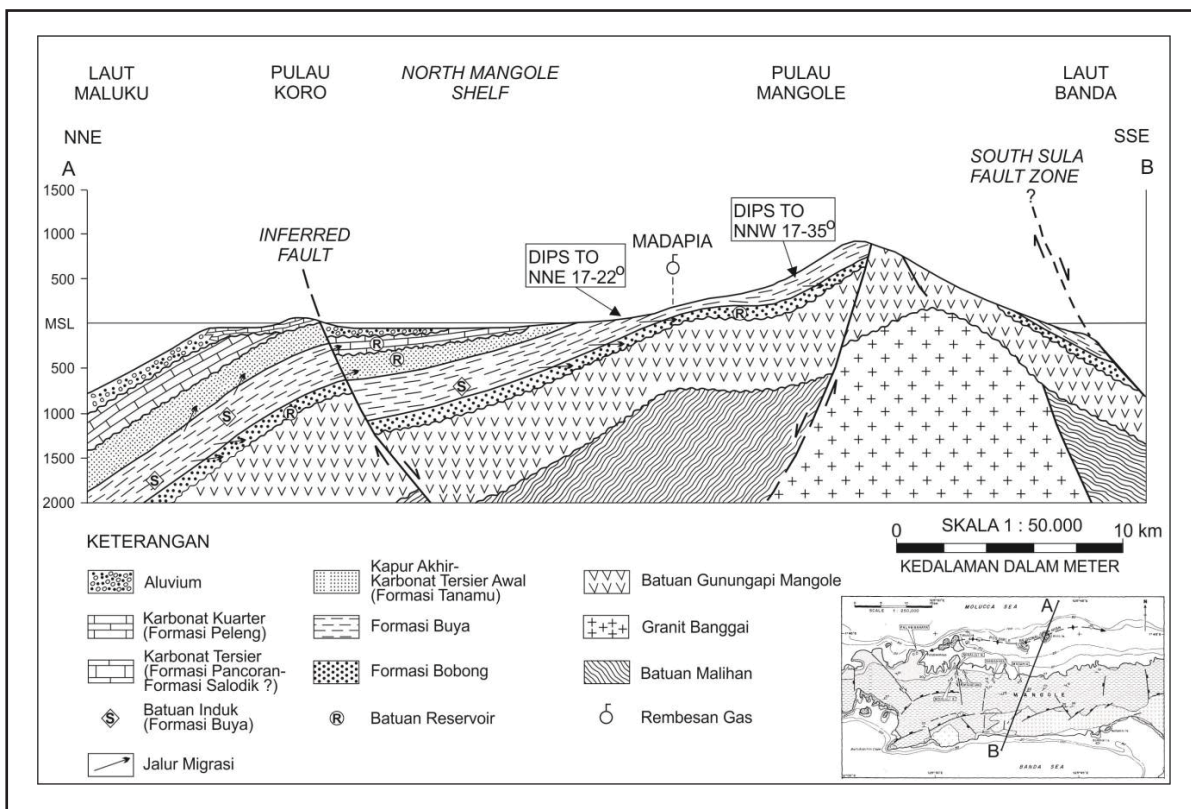 LAUT
MALUKU
PULAU
KORO
NORTH MANGOLE
SHELF
PULAU
MANGOLE
LAUT
BANDA
NNE
SSE
A
B
SOUTH SULA
FAULT ZONE
?
INFERRED
FAULT
DIPS TO
NNE 17-22°
MADAPIA
DIPS TO
NNW 17-35°
1500
1000
500
MSL
500
1000
1500
2000
R
R
R
R
S
S
S
0 SKALA 1 : 50.000 10 km
KEDALAMAN DALAM METER
KETERANGAN
Aluvium
Karbonat Kuarter
(Formasi Peleng)
Karbonat Tersier
(Formasi Pancoran-
Formasi Salodik ?)
S Batuan Induk
(Formasi Buya)
Jalur Migrasi
Kapur Akhir-
Karbonat Tersier Awal
(Formasi Tanamu)
Formasi Buya
Formasi Bobong
R Batuan Reservoir
Batuan Gunungapi Mangole
Granit Banggai
Batuan Malihan
Rembesan Gas
MOLUCCA SEA
A
MANGOLE
B
BANDA SEA